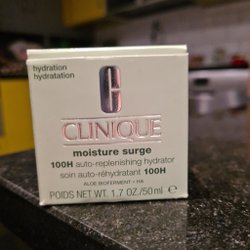 hydration
hydratation
CLINIQUE
moisture surge
100H auto-replenishing hydrator
soin auto-réhydratant 100H
ALOE BIOFERMENT + HA
POIDS NET WT. 1.7 OZ./50 ml ℮